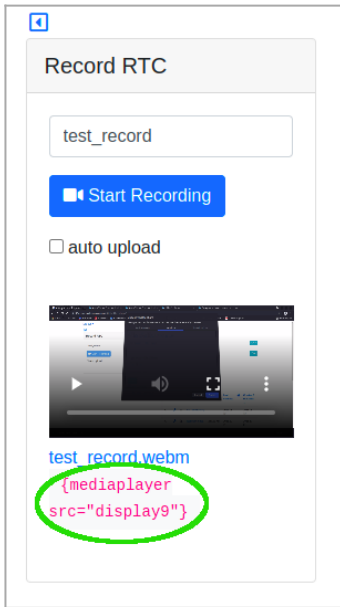 Record RTC
test_record
Start Recording
auto upload
test_record.webm
{mediaplayer
src="display9"}